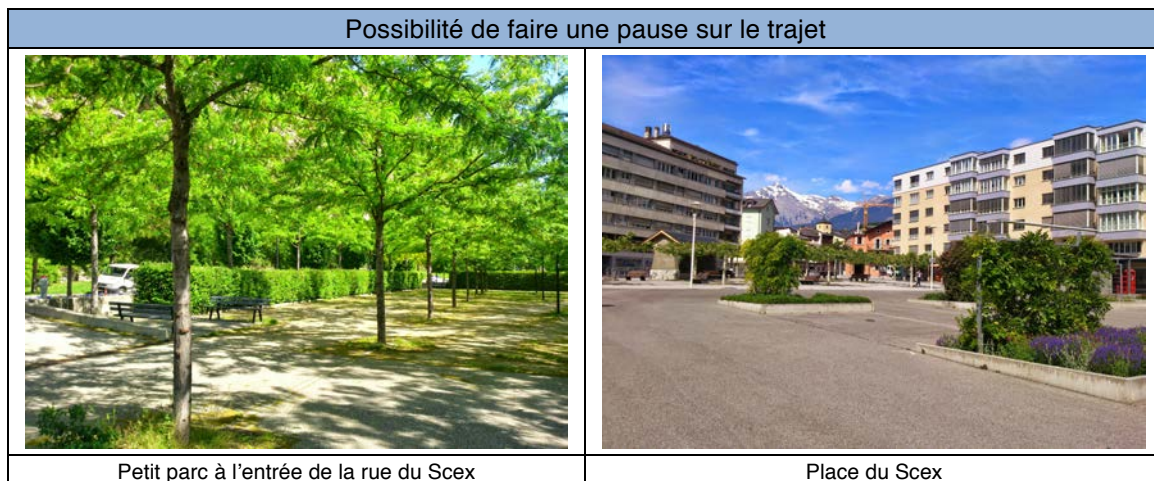 Possibilité de faire une pause sur le trajet
Petit parc à l'entrée de la rue du Scex
Place du Scex